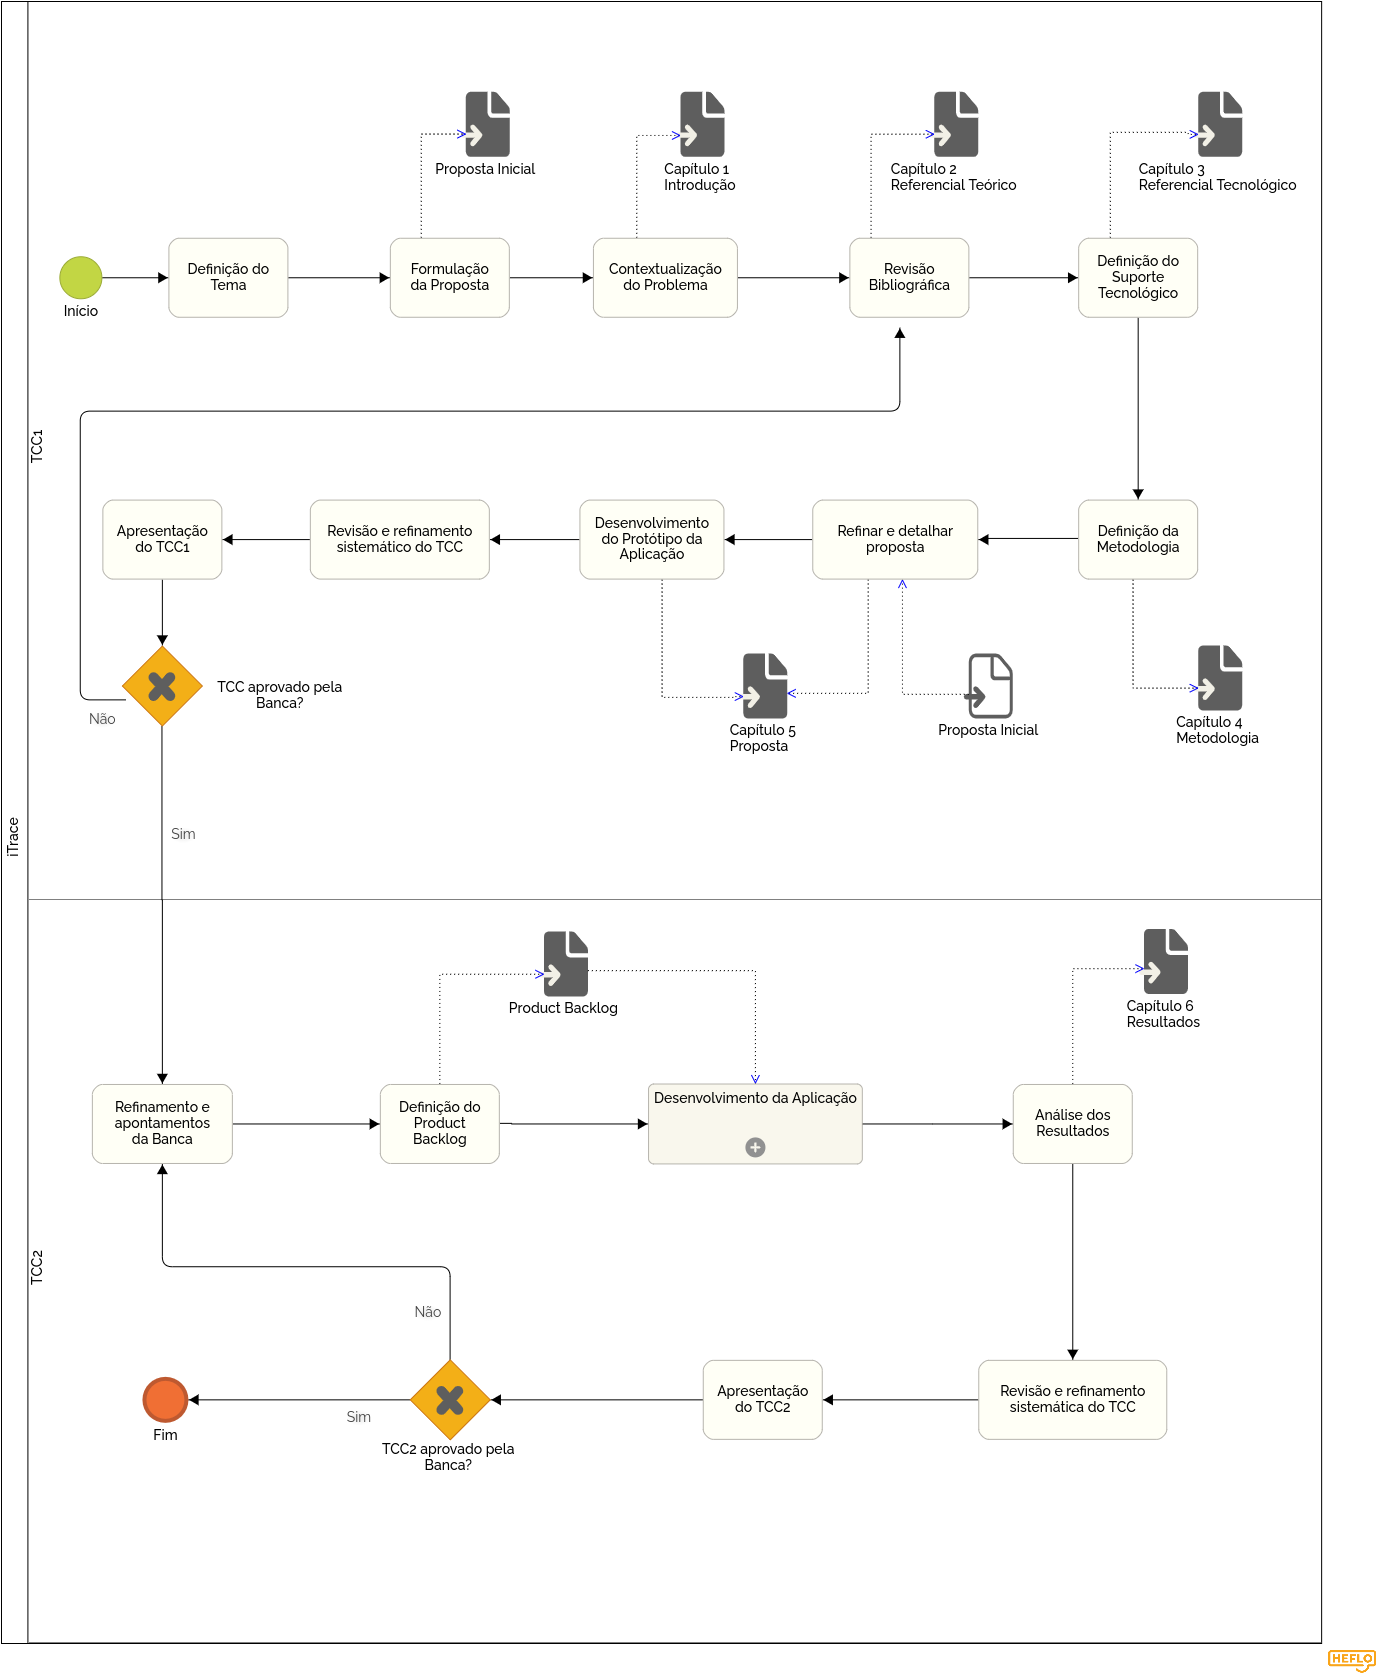 iTrace
TCC1
Proposta Inicial
Capítulo 1
Introdução
Capítulo 2
Referencial Teórico
Capítulo 3
Referencial Tecnológico
Início
Definição do
Tema
Formulação
da Proposta
Contextualização
do Problema
Revisão
Bibliográfica
Definição do
Suporte
Tecnológico
Apresentação
do TCC1
Revisão e refinamento
sistemático do TCC
Desenvolvimento
do Protótipo da
Aplicação
Refinar e detalhar
proposta
Definição da
Metodologia
TCC aprovado pela
Banca?
Não
Sim
Capítulo 5
Proposta
Proposta Inicial
Capítulo 4
Metodologia
TCC2
Product Backlog
Capítulo 6
Resultados
Refinamento e
apontamentos
da Banca
Definição do
Product
Backlog
Desenvolvimento da Aplicação
Análise dos
Resultados
Não
Fim
Sim
TCC2 aprovado pela
Banca?
Apresentação
do TCC2
Revisão e refinamento
sistemática do TCC
HEFLO